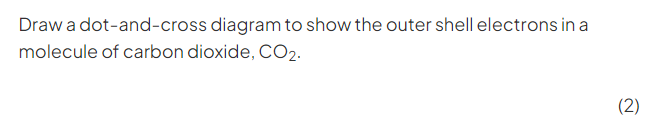 Draw a dot-and-cross diagram to show the outer shell electrons in a
molecule of carbon dioxide, CO₂.
(2)